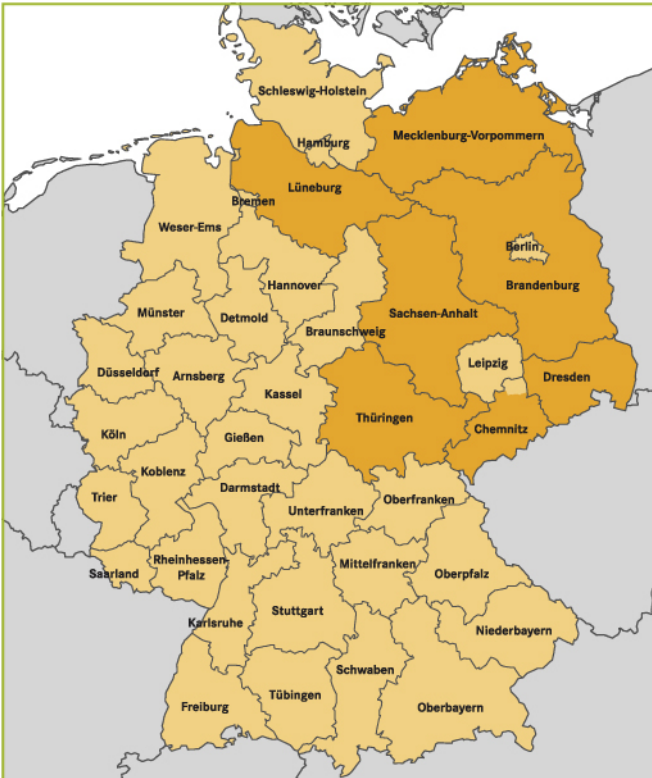 Schleswig-Holstein
Mecklenburg-Vorpommern
Hamburg
Lüneburg
Bremen
Weser-Ems
Berlin
Hannover
Brandenburg
Münster
Detmold
Sachsen-Anhalt
Braunschweig
Leipzig
Düsseldorf
Arnsberg
Dresden
Kassel
Thüringen
Chemnitz
Köln
Gießen
Koblenz
Darmstadt
Trier
Unterfranken
Oberfranken
Rheinhessen-
Pfalz
Mittelfranken
Saarland
Oberpfalz
Stuttgart
Karlsruhe
Niederbayern
Schwaben
Tübingen
Freiburg
Oberbayern